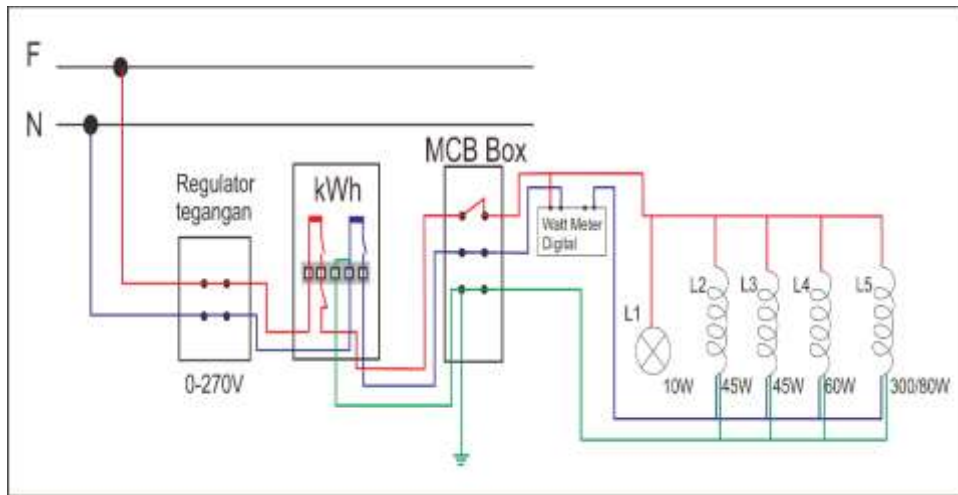 F
N
MCB Box
Regulator
tegangan
kWh
Watt Meter
Digital
L1
L2
L3
L4
L5
0-270V
10W
45W
45W
60W
300/80W